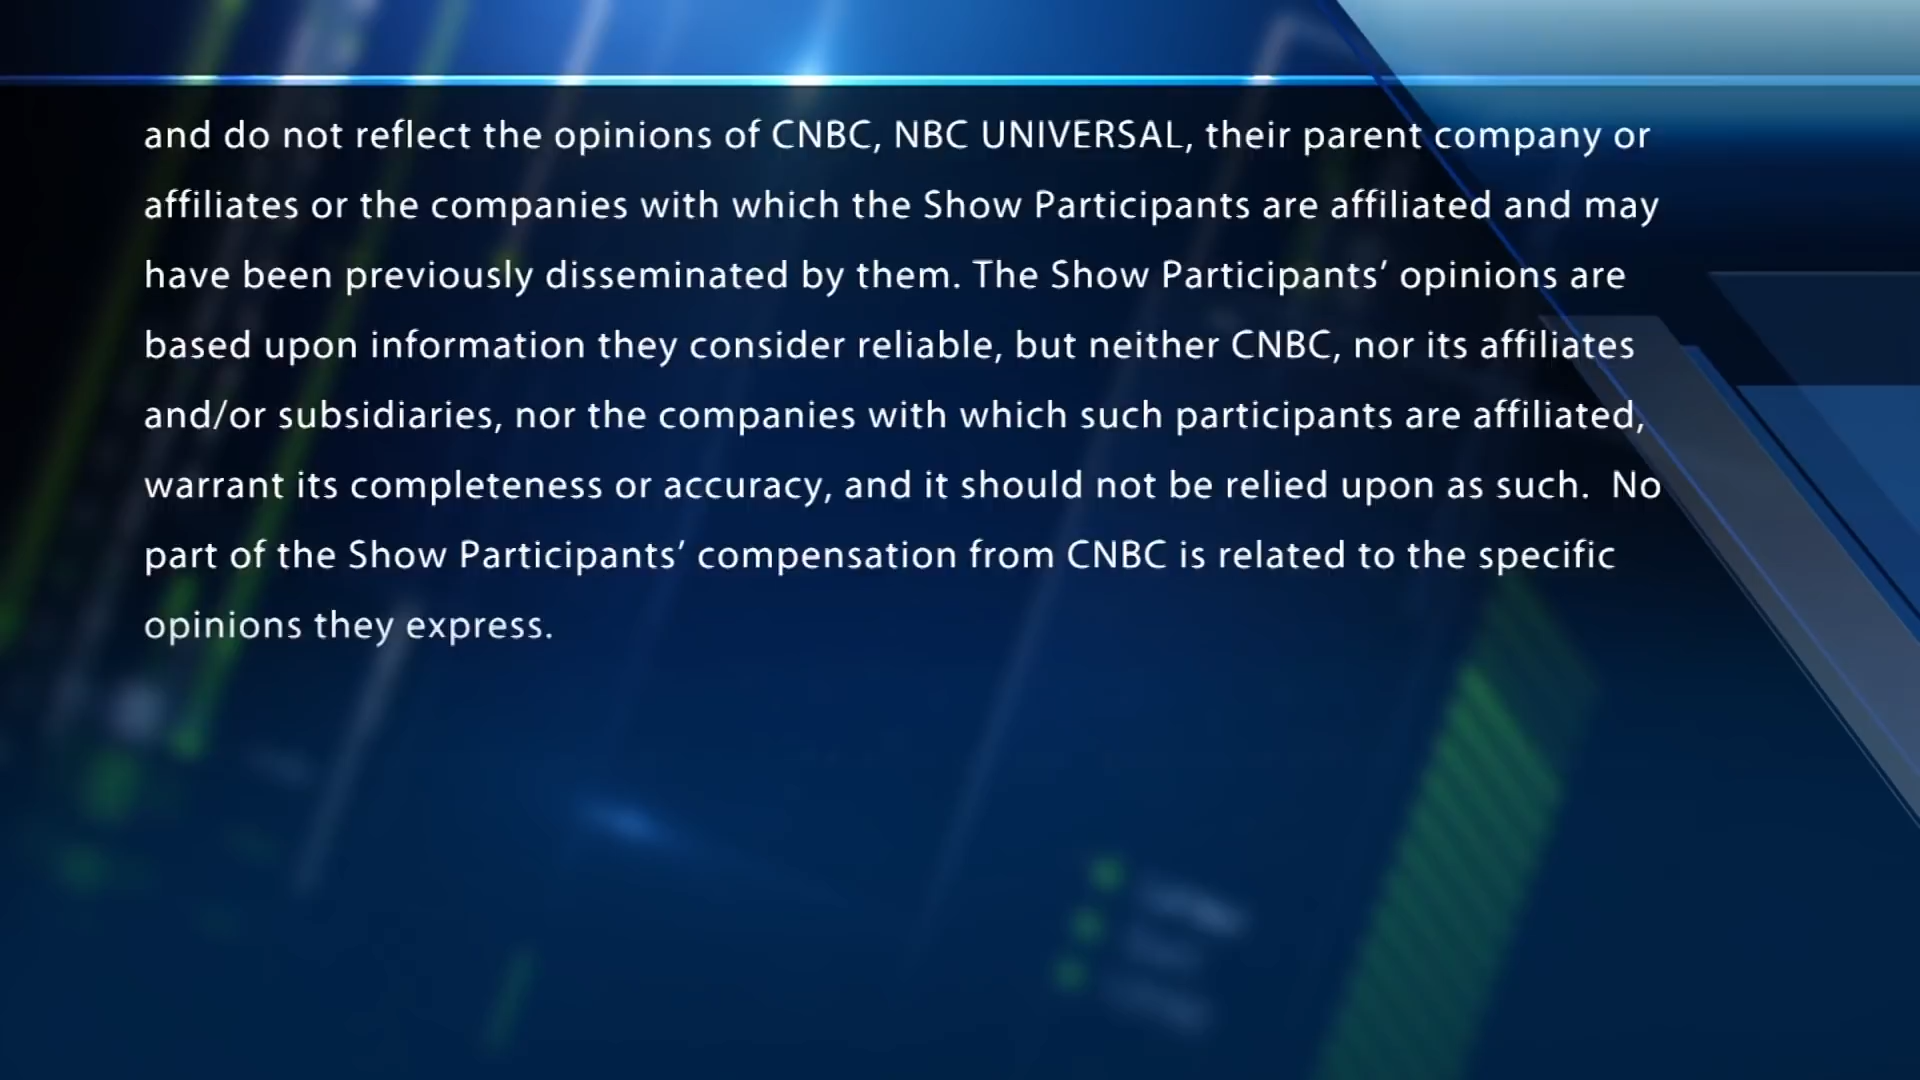 and do not reflect the opinions of CNBC, NBC UNIVERSAL, their parent company or
affiliates or the companies with which the Show Participants are affiliated and may
have been previously disseminated by them. The Show Participants’ opinions are
based upon information they consider reliable, but neither CNBC, nor its affiliates
and/or subsidiaries, nor the companies with which such participants are affiliated,
warrant its completeness or accuracy, and it should not be relied upon as such.  No
part of the Show Participants’ compensation from CNBC is related to the specific
opinions they express.